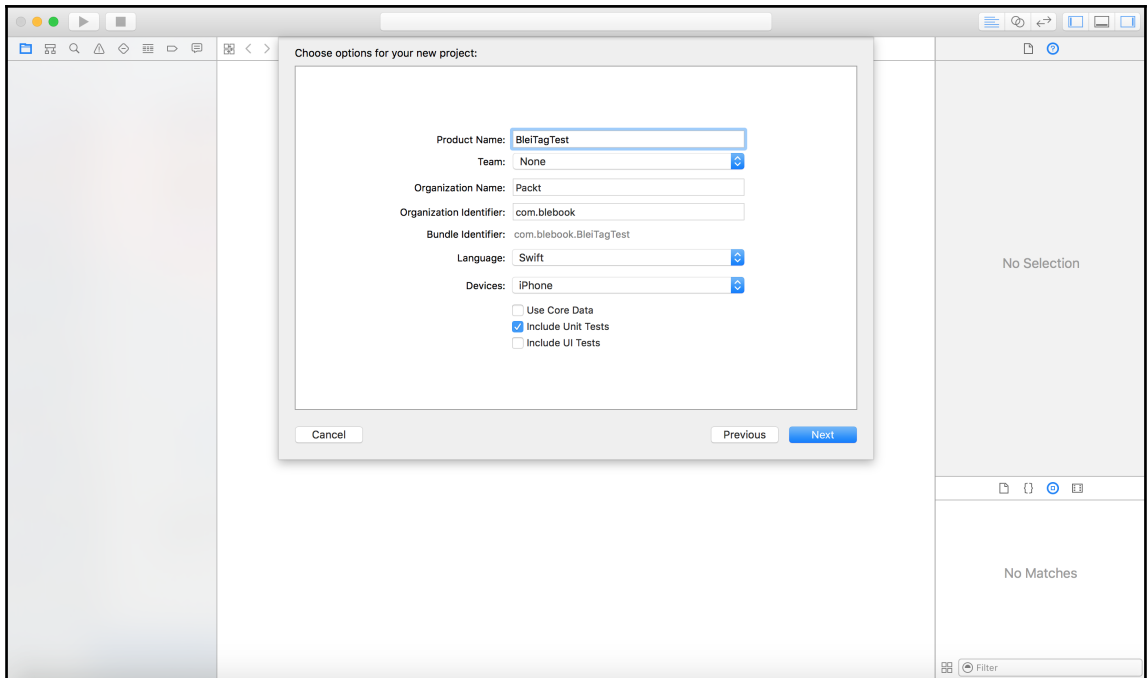 Choose options for your new project:
Product Name: BleiTagTest
Team: None
Organization Name: Packt
Organization Identifier: com.blebook
Bundle Identifier: com.blebook.BleiTagTest
Language: Swift
Devices: iPhone
Use Core Data
Include Unit Tests
Include UI Tests
Cancel Previous Next
No Selection
{}
No Matches
Filter